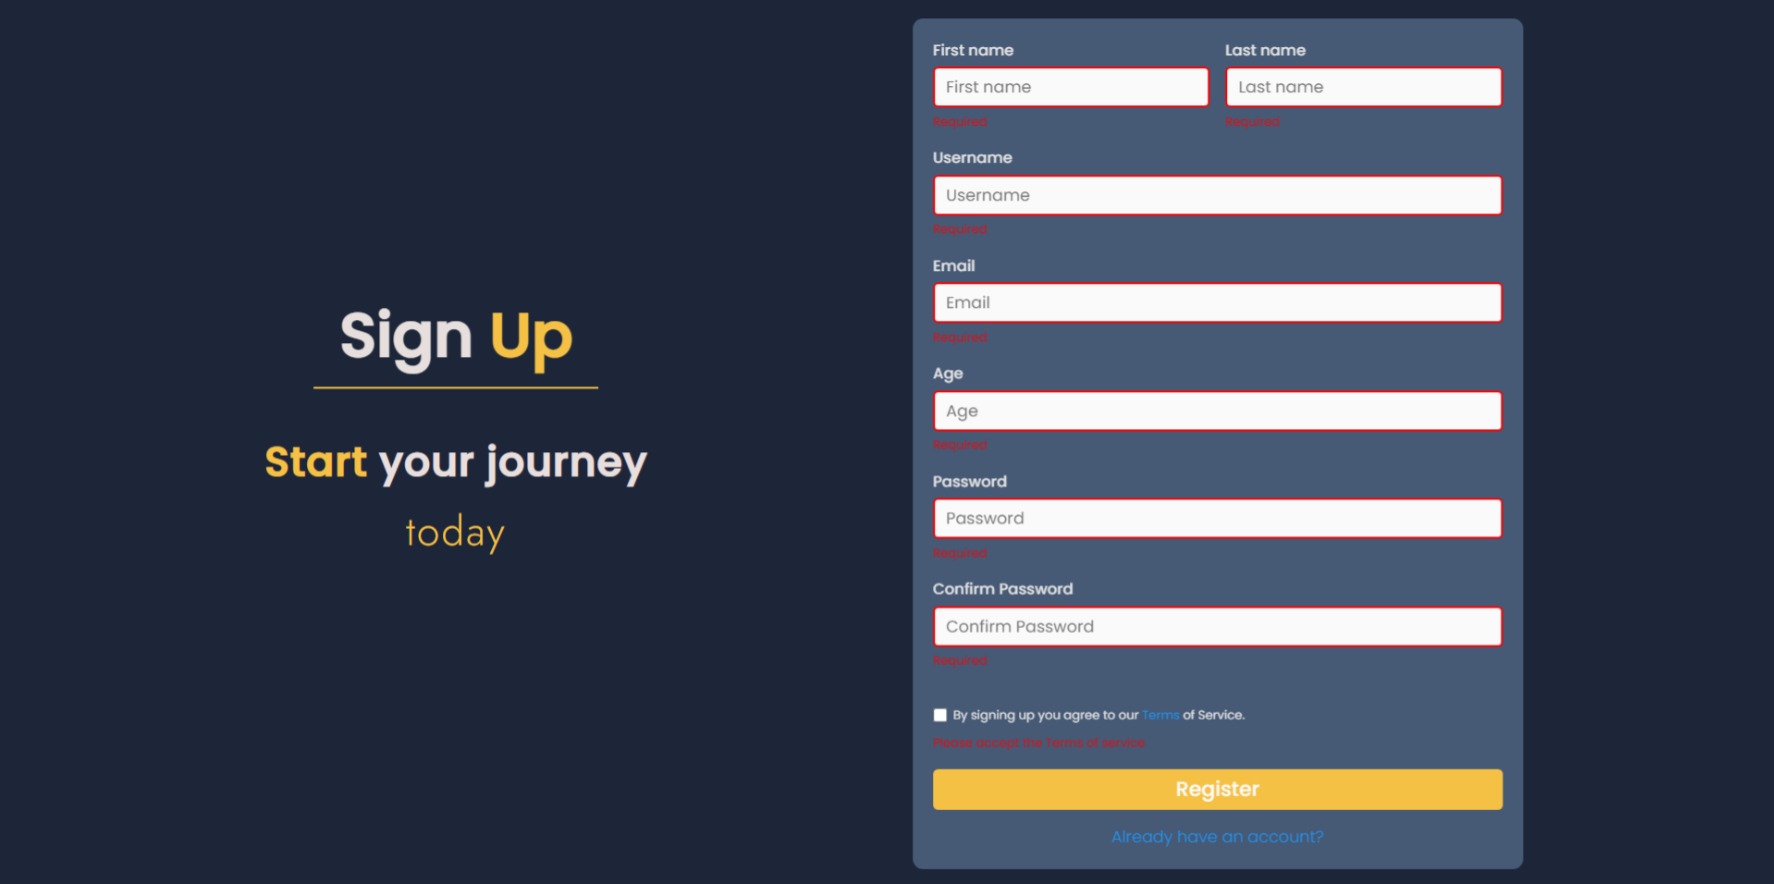 Sign Up
Start your journey
today
First name Last name
First name Last name
Required Required
Username
Username
Required
Email
Email
Required
Age
Age
Required
Password
Password
Required
Confirm Password
Confirm Password
Required
By signing up you agree to our Terms of Service.
Please accept the Terms of service
Register
Already have an account?